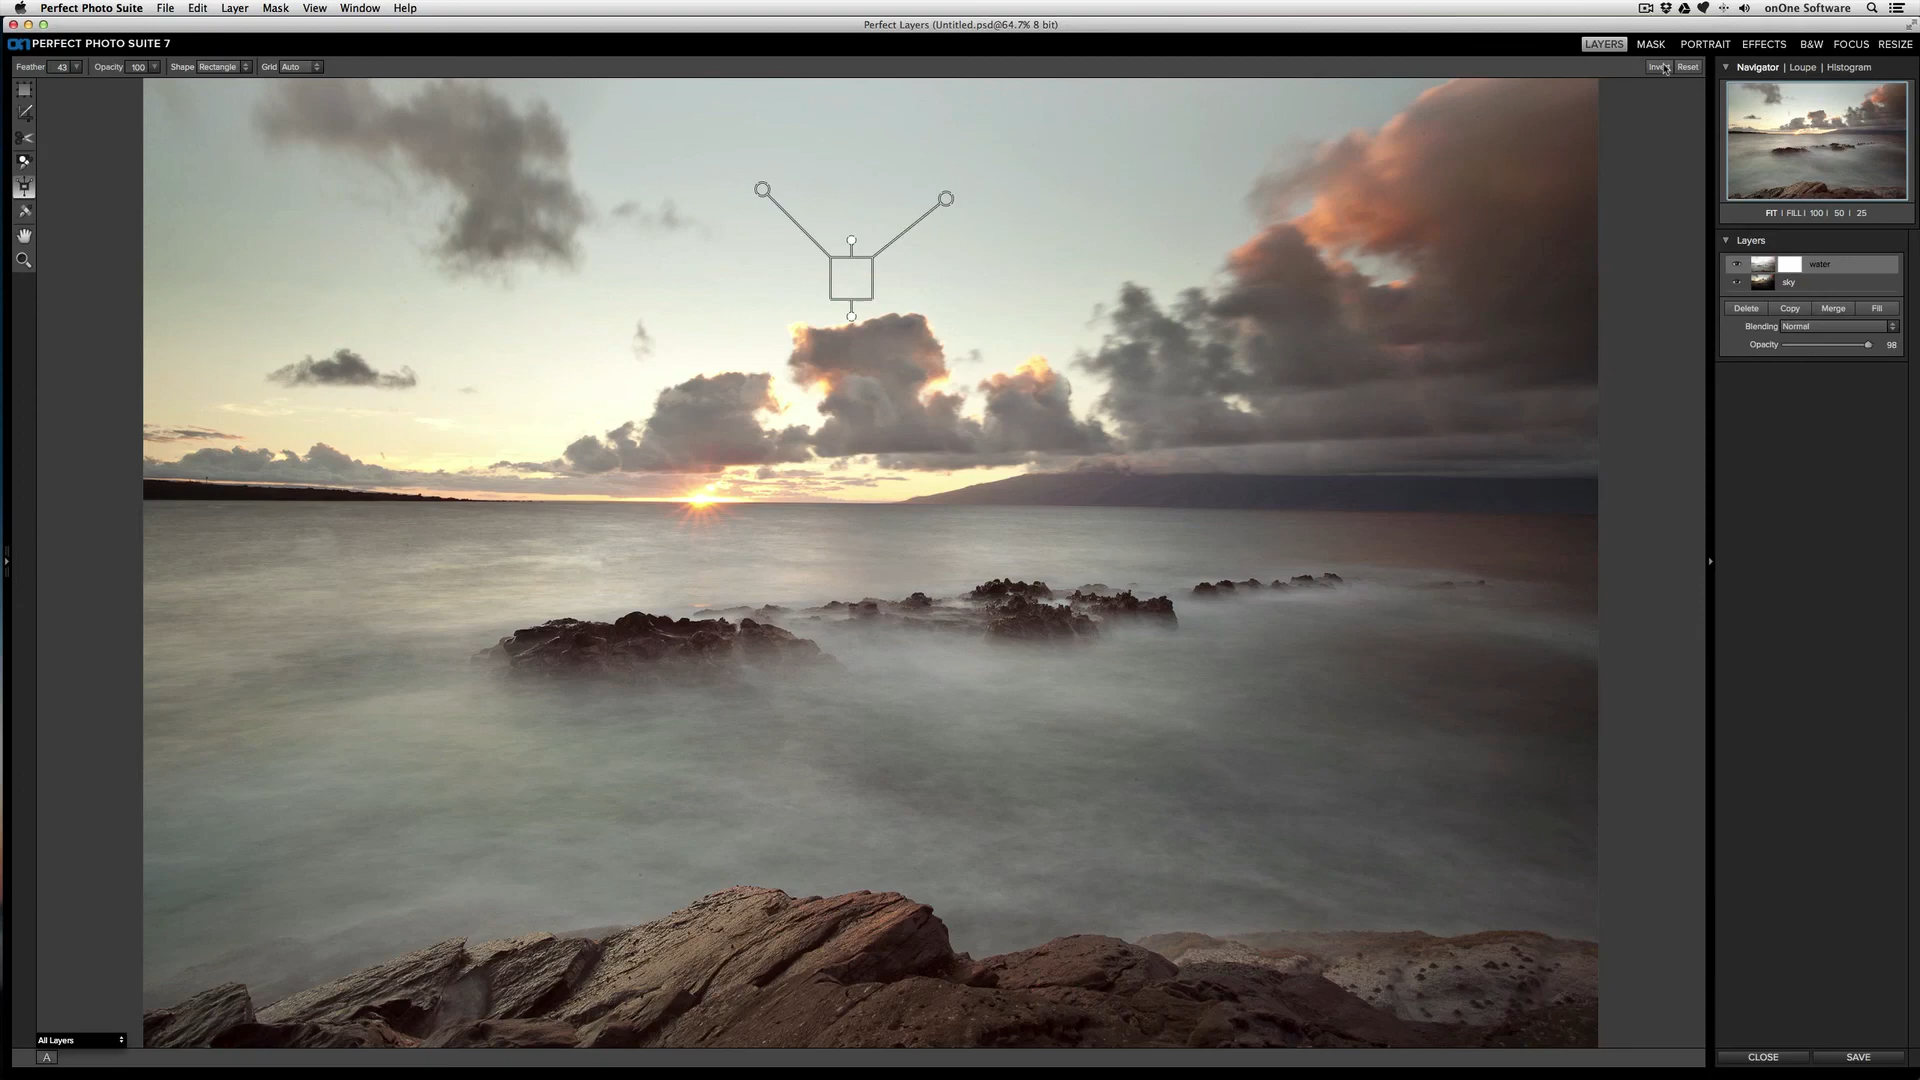 Perfect Photo Suite File Edit Layer Mask View Window Help onOne Software
Perfect Layers (Untitled.psd@64.7% 8 bit)
on PERFECT PHOTO SUITE 7 LAYERS MASK PORTRAIT EFFECTS B&W FOCUS RESIZE
Feather 43 Opacity 100 Shape Rectangle Grid Auto Reset
Navigator | Loupe | Histogram
FIT | FILL | 100 | 50 | 25
Layers
water
sky
Delete Copy Merge Fill
Blending Normal
Opacity 98
All Layers
A
CLOSE SAVE